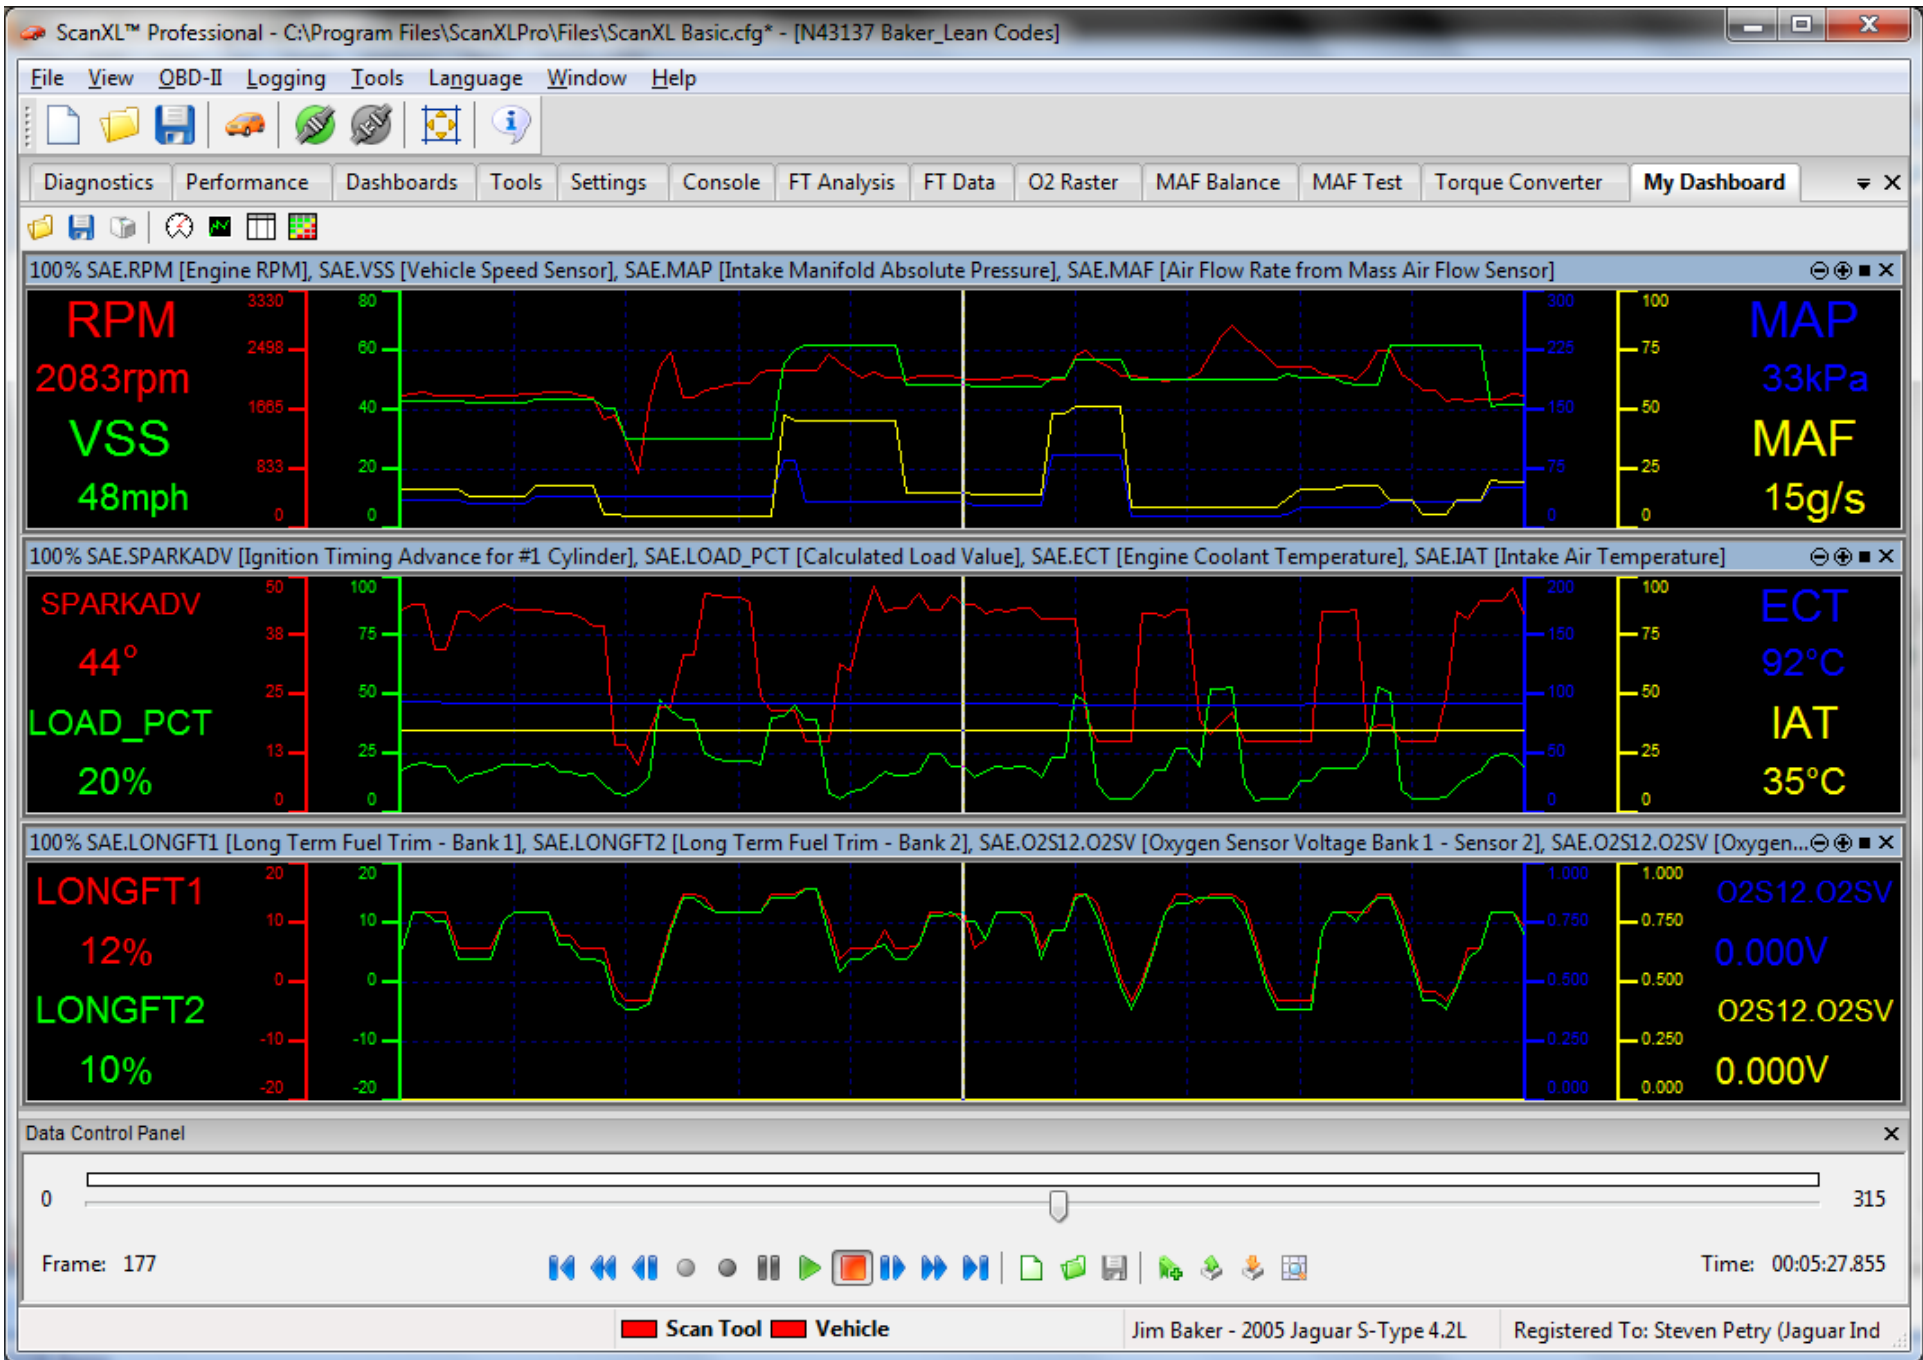 ScanXL™ Professional - C:\Program Files\ScanXLPro\Files\ScanXL Basic.cfg* - [N43137 Baker_Lean Codes]
File View OBD-II Logging Tools Language Window Help
Diagnostics Performance Dashboards Tools Settings Console FT Analysis FT Data O2 Raster MAF Balance MAF Test Torque Converter My Dashboard
100% SAE.RPM [Engine RPM], SAE.VSS [Vehicle Speed Sensor], SAE.MAP [Intake Manifold Absolute Pressure], SAE.MAF [Air Flow Rate from Mass Air Flow Sensor]
RPM
2083rpm
VSS
48mph
3330
2498
1665
833
0
80
60
40
20
0
300
225
150
75
0
100
75
50
25
0
MAP
33kPa
MAF
15g/s
100% SAE.SPARKADV [Ignition Timing Advance for #1 Cylinder], SAE.LOAD_PCT [Calculated Load Value], SAE.ECT [Engine Coolant Temperature], SAE.IAT [Intake Air Temperature]
SPARKADV
44°
LOAD_PCT
20%
50
38
25
13
0
100
75
50
25
0
200
150
100
50
0
100
75
50
25
0
ECT
92°C
IAT
35°C
100% SAE.LONGFT1 [Long Term Fuel Trim - Bank 1], SAE.LONGFT2 [Long Term Fuel Trim - Bank 2], SAE.O2S12.O2SV [Oxygen Sensor Voltage Bank 1 - Sensor 2], SAE.O2S12.O2SV [Oxygen...
LONGFT1
12%
LONGFT2
10%
20
10
0
-10
-20
20
10
0
-10
-20
1.000
0.750
0.500
0.250
0.000
1.000
0.750
0.500
0.250
0.000
O2S12.O2SV
0.000V
O2S12.O2SV
0.000V
Data Control Panel
0
315
Frame: 177
Time: 00:05:27.855
Scan Tool Vehicle
Jim Baker - 2005 Jaguar S-Type 4.2L
Registered To: Steven Petry (Jaguar Ind